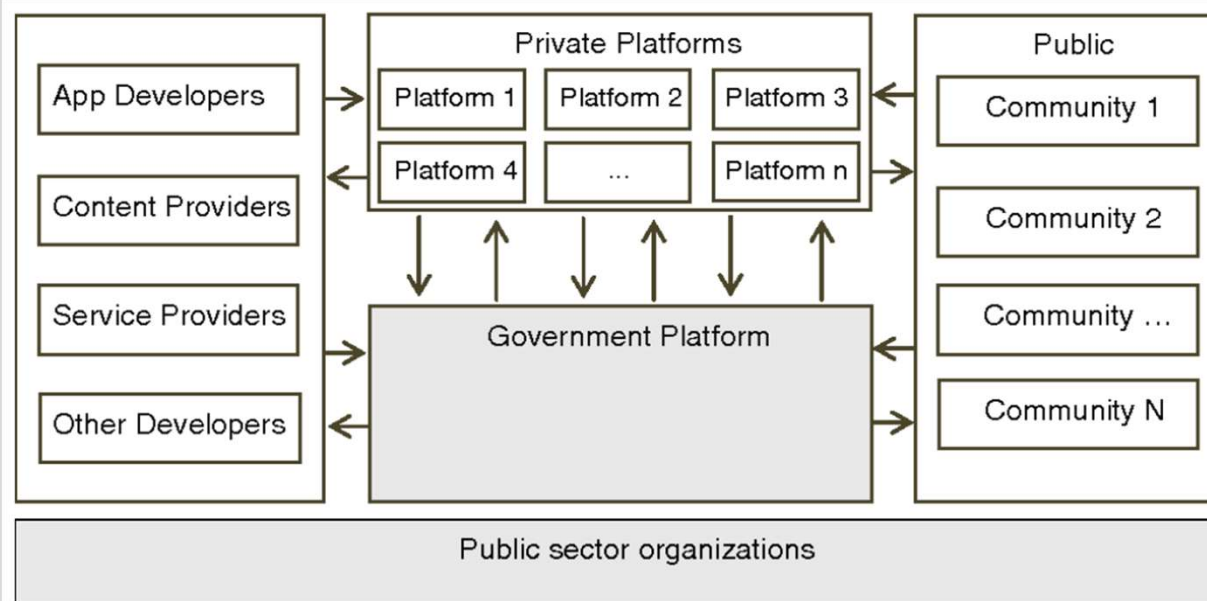 App Developers
Content Providers
Service Providers
Other Developers
Private Platforms
Platform 1
Platform 2
Platform 3
Platform 4
...
Platform n
Government Platform
Public
Community 1
Community 2
Community ...
Community N
Public sector organizations